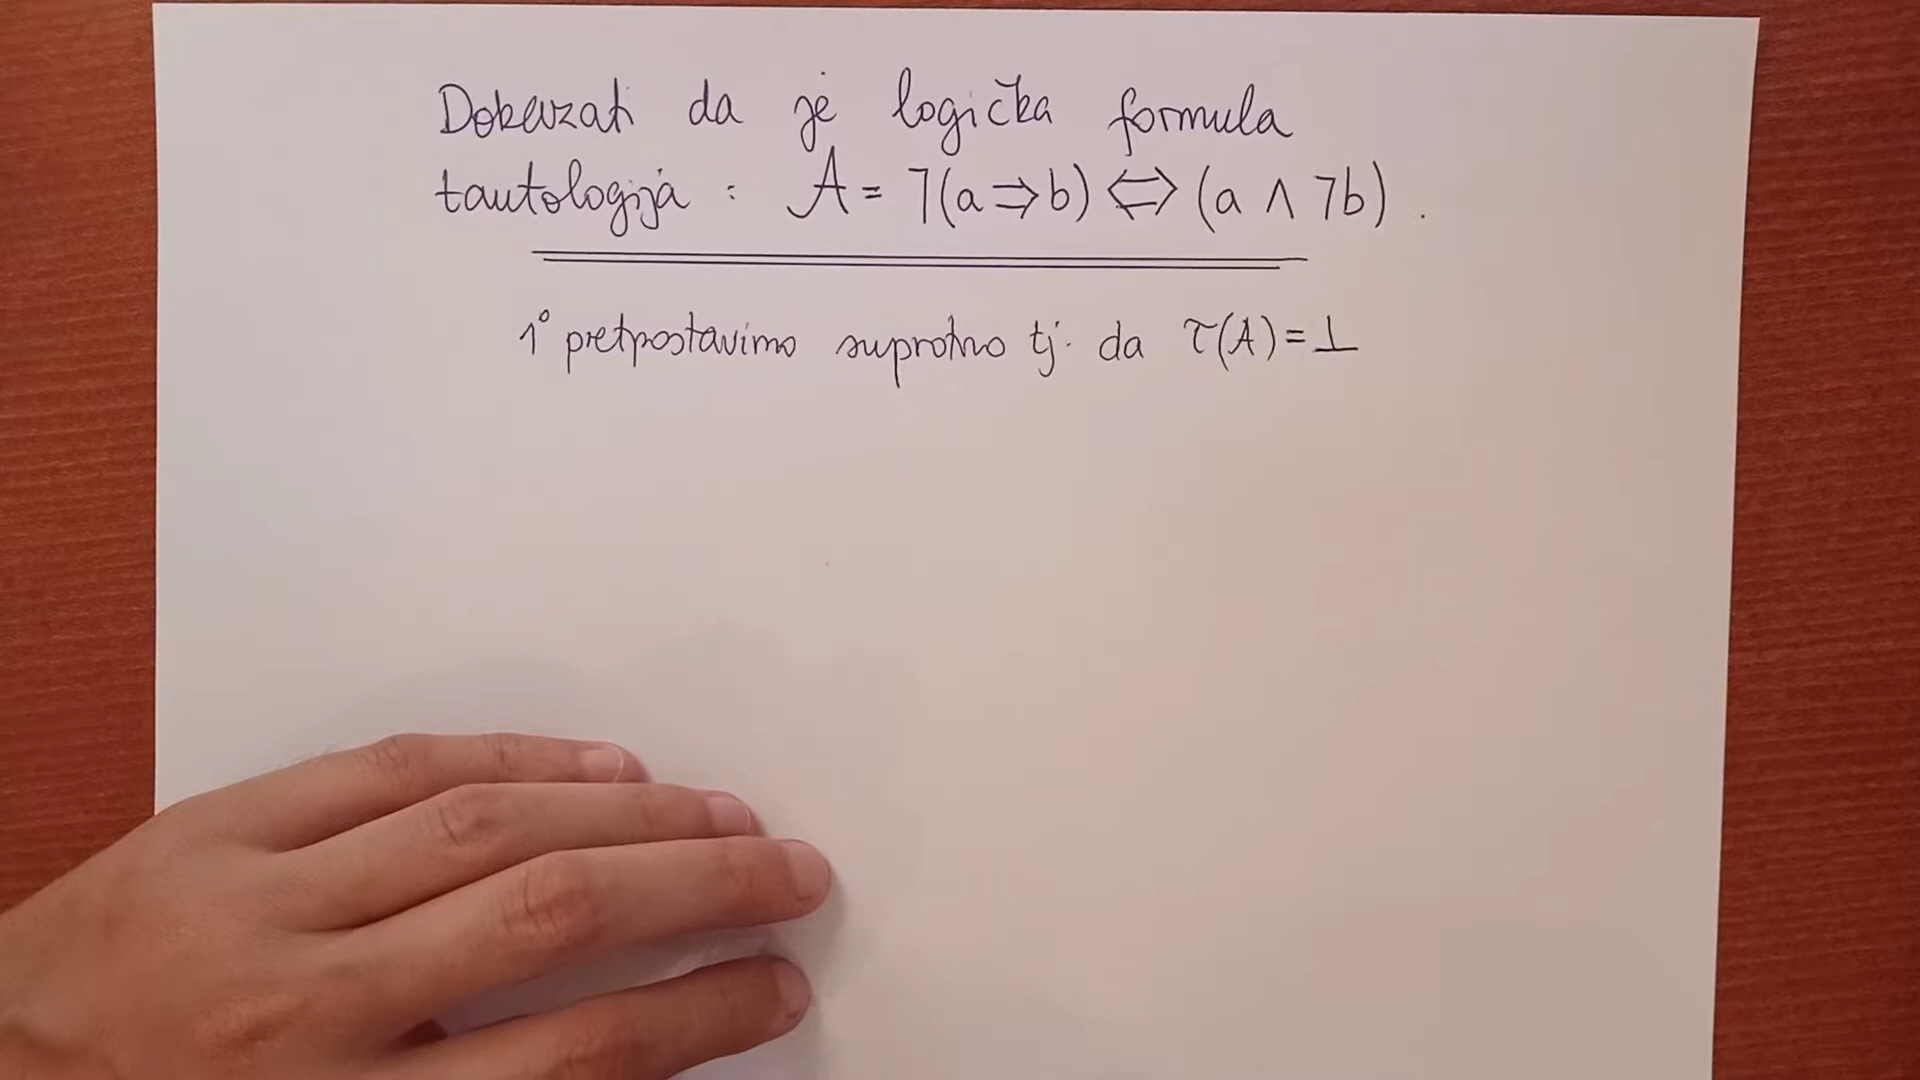 Dokazati da je logička formula
tautologija : A = ⅂(a ⇒ b) ⇔ (a ∧ ⅂b) .
1° pretpostavimo suprotno tj. da τ(A) = ⊥